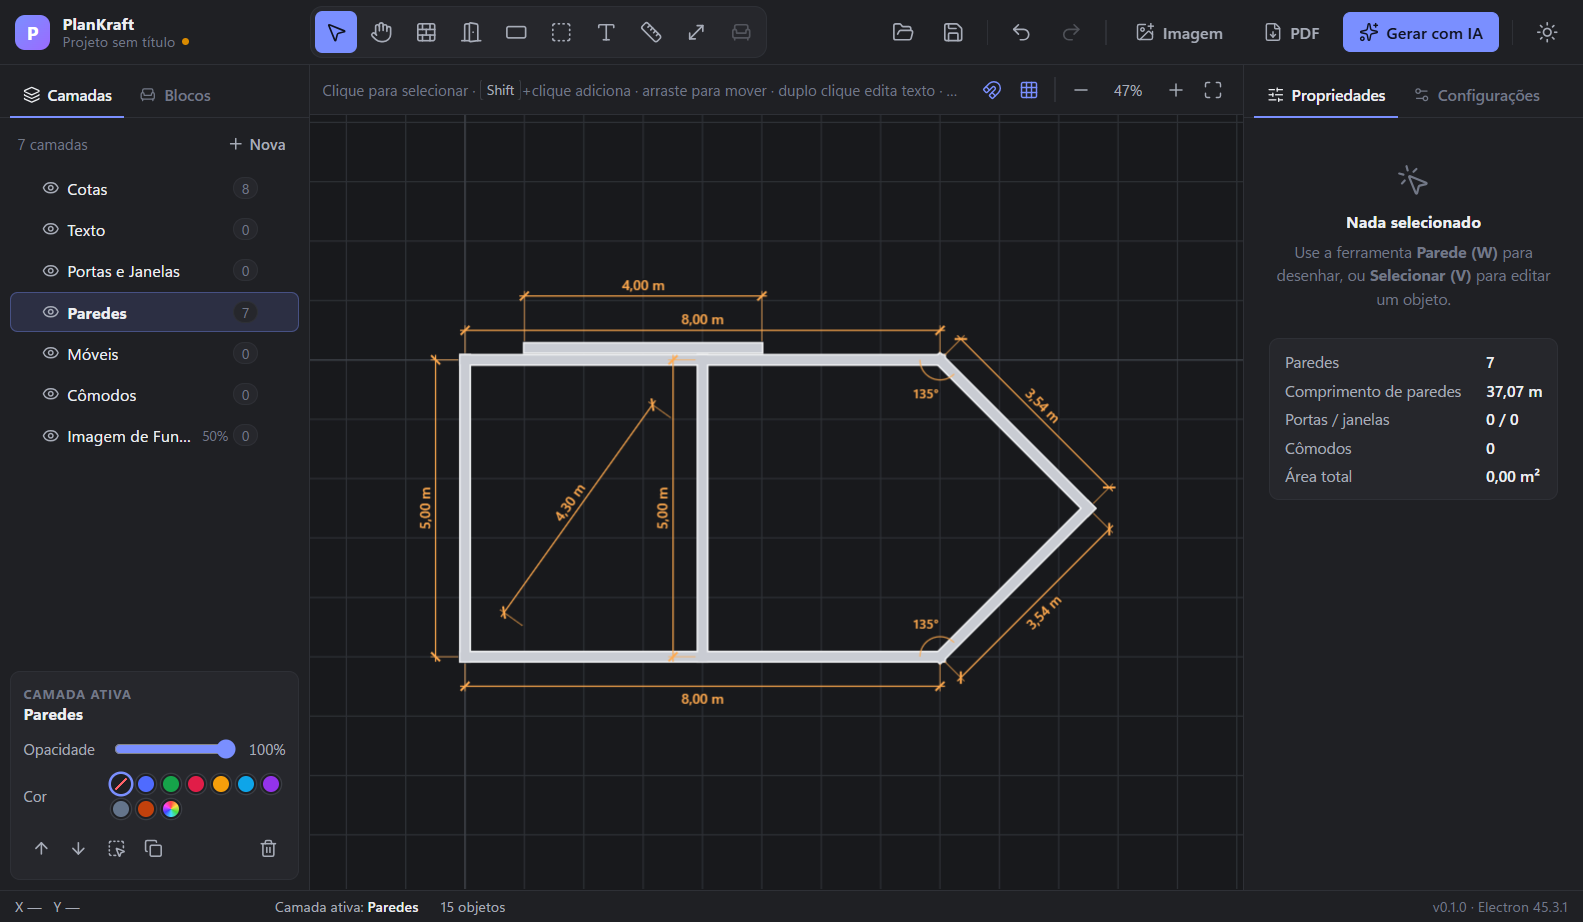 P
PlanKraft
Projeto sem título
Imagem
PDF
Gerar com IA
Camadas
Blocos
7 camadas
Nova
Cotas 8
Texto 0
Portas e Janelas 0
Paredes 7
Móveis 0
Cômodos 0
Imagem de Fun... 50% 0
CAMADA ATIVA
Paredes
Opacidade 100%
Cor
Clique para selecionar · Shift +clique adiciona · arraste para mover · duplo clique edita texto · ...
47%
4,00 m
8,00 m
135°
3,54 m
4,30 m
5,00 m
5,00 m
135°
3,54 m
8,00 m
Propriedades
Configurações
Nada selecionado
Use a ferramenta Parede (W) para
desenhar, ou Selecionar (V) para editar
um objeto.
Paredes 7
Comprimento de paredes 37,07 m
Portas / janelas 0 / 0
Cômodos 0
Área total 0,00 m²
X — Y —
Camada ativa: Paredes 15 objetos
v0.1.0 · Electron 45.3.1